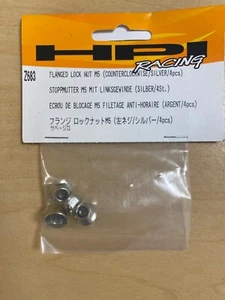 HPI
RACING
Z683
FLANGED LOCK NUT M5 (COUNTERCLOCKWISE/SILVER/4pcs)
STOPPMUTTER M5 MIT LINKSGEWINDE (SILBER/4St.)
ECROU DE BLOCAGE M5 FILETAGE ANTI-HORAIRE (ARGENT/4pcs)
フランジ ロックナットM5 (左ネジ/シルバー/4pcs)